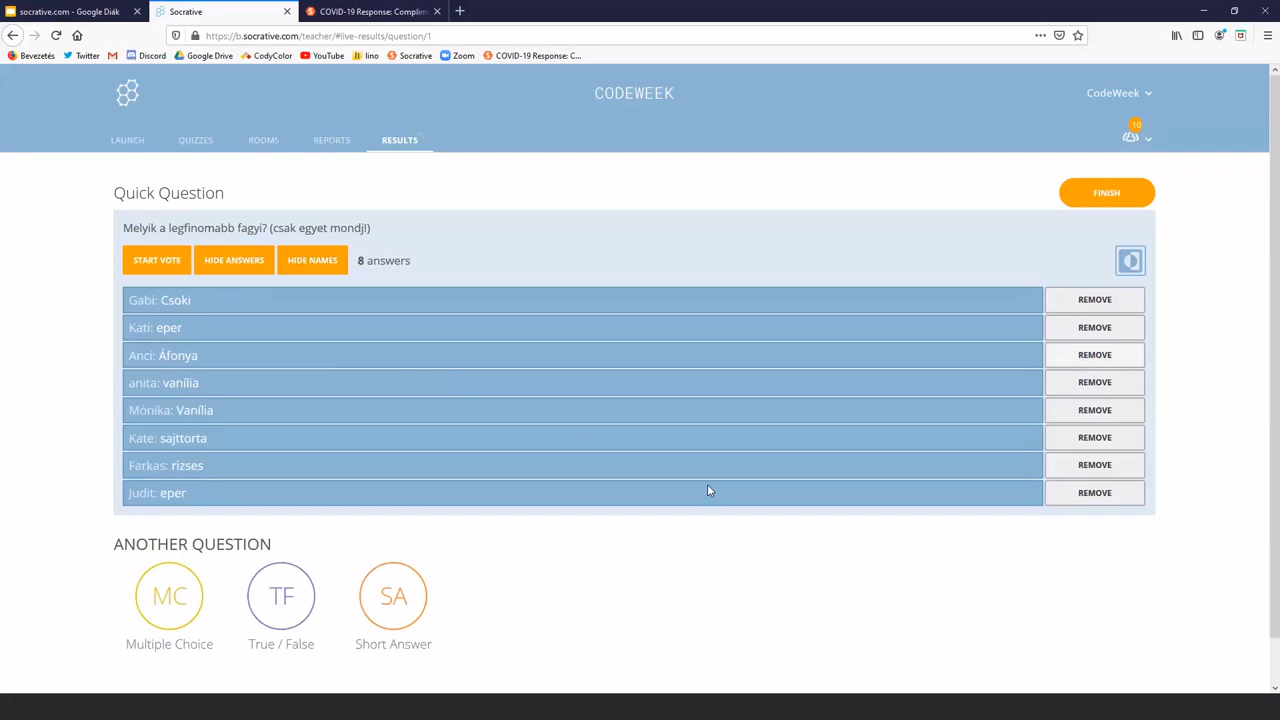 socrative.com - Google Diák
Socrative
COVID-19 Response: Complim
https://b.socrative.com/teacher/#live-results/question/1
Bevezetés Twitter Discord Google Drive CodyColor YouTube lino Socrative Zoom COVID-19 Response: C...
CODEWEEK
CodeWeek
LAUNCH QUIZZES ROOMS REPORTS RESULTS
10
Quick Question
FINISH
Melyik a legfinomabb fagyi? (csak egyet mondj!)
START VOTE HIDE ANSWERS HIDE NAMES 8 answers
Gabi: Csoki REMOVE
Kati: eper REMOVE
Anci: Áfonya REMOVE
anita: vanília REMOVE
Mónika: Vanília REMOVE
Kate: sajttorta REMOVE
Farkas: rizses REMOVE
Judit: eper REMOVE
ANOTHER QUESTION
MC TF SA
Multiple Choice True / False Short Answer